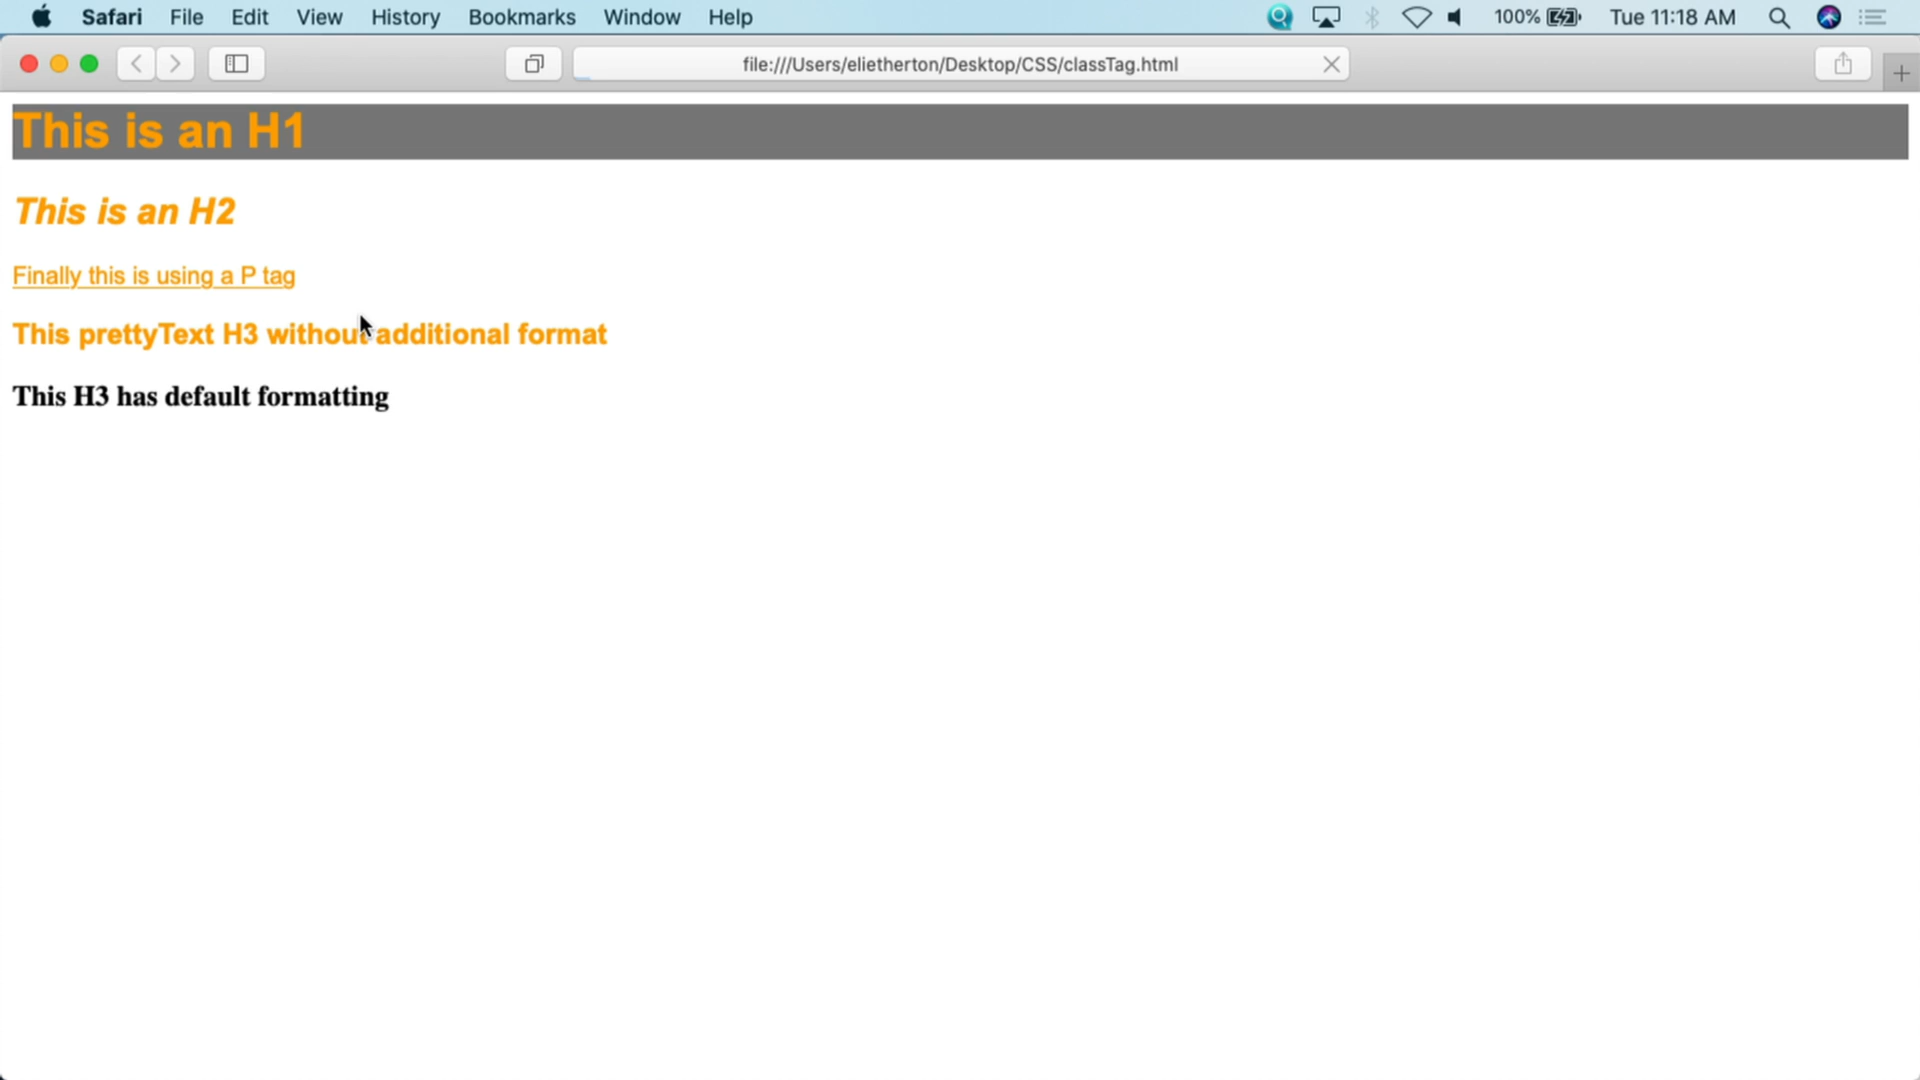 Safari File Edit View History Bookmarks Window Help 100% Tue 11:18 AM
file:///Users/elietherton/Desktop/CSS/classTag.html
This is an H1
This is an H2
Finally this is using a P tag
This prettyText H3 without additional format
This H3 has default formatting